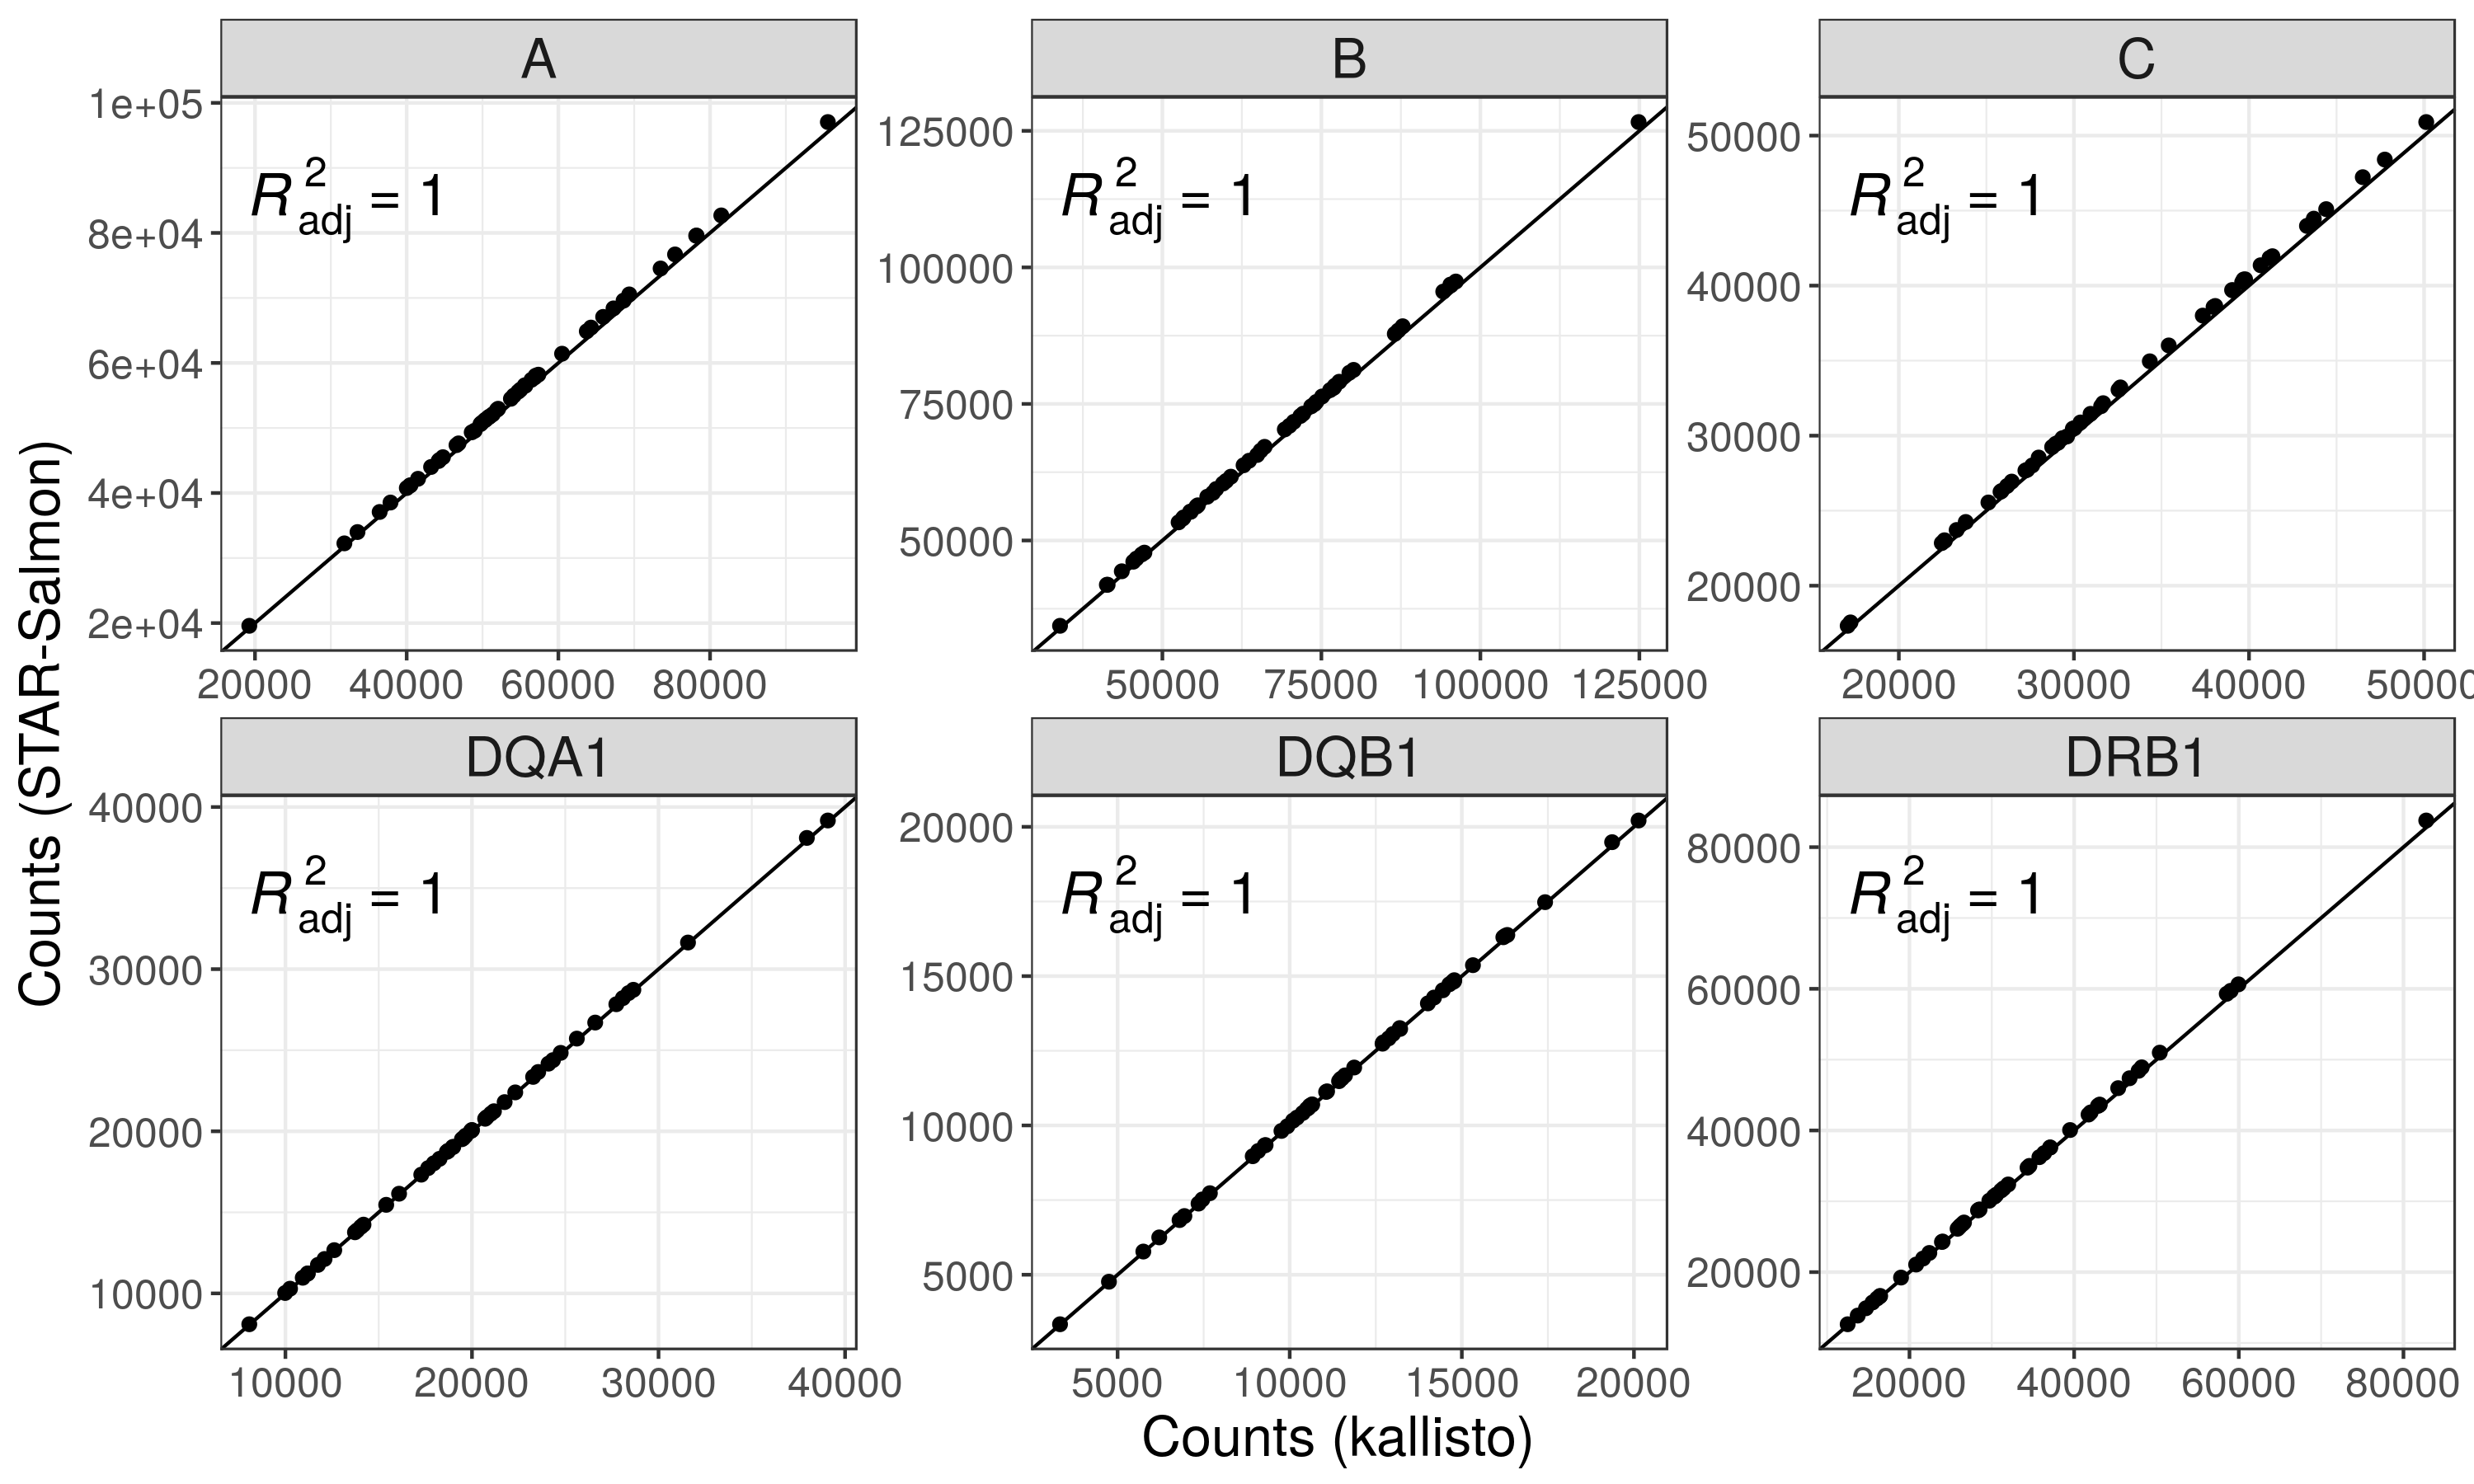 A
B
C
1e+05
8e+04
6e+04
4e+04
2e+04
R²adj = 1
20000 40000 60000 80000
125000
100000
75000
50000
R²adj = 1
50000 75000 100000 125000
50000
40000
30000
20000
R²adj = 1
20000 30000 40000 50000
DQA1
DQB1
DRB1
40000
30000
20000
10000
R²adj = 1
10000 20000 30000 40000
20000
15000
10000
5000
R²adj = 1
5000 10000 15000 20000
80000
60000
40000
20000
R²adj = 1
20000 40000 60000 80000
Counts (STAR-Salmon)
Counts (kallisto)